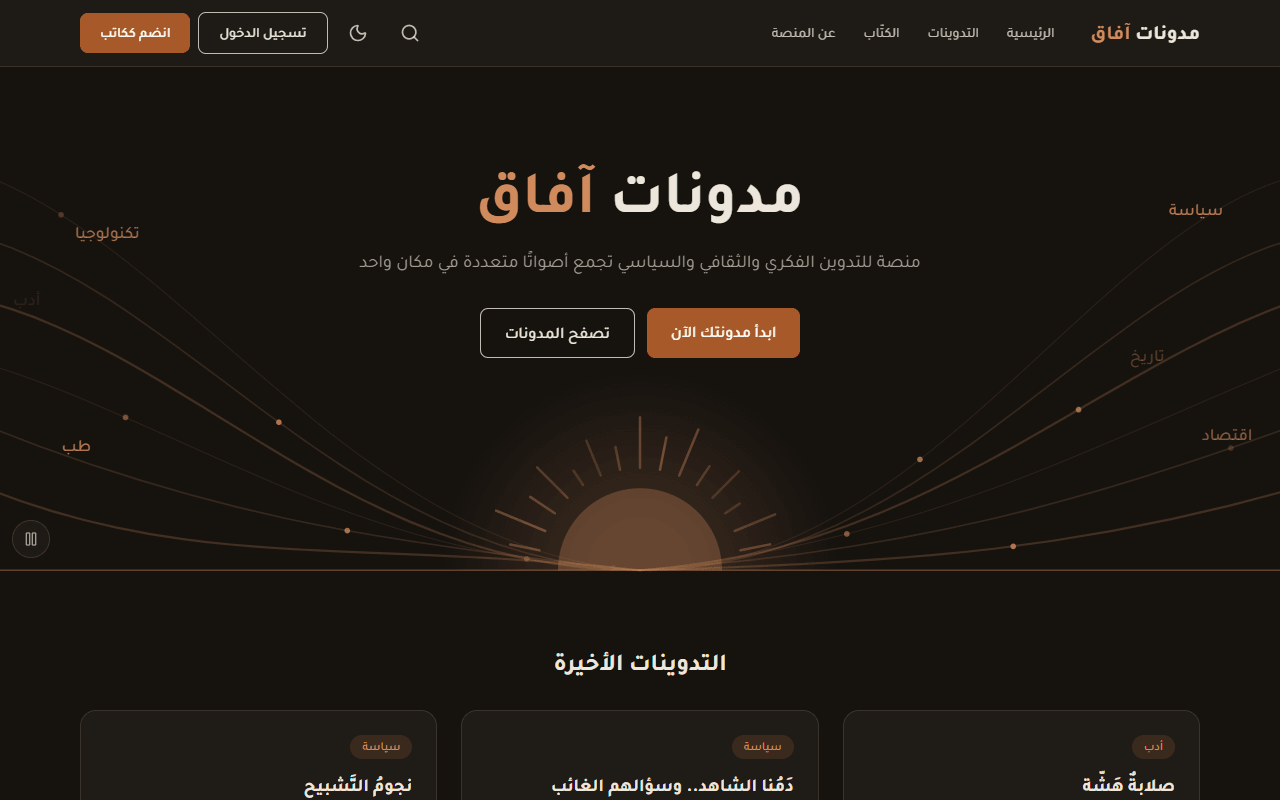 مدونات آفاق
الرئيسية
التدوينات
الكتّاب
عن المنصة
تسجيل الدخول
انضم ككاتب
مدونات آفاق
منصة للتدوين الفكري والثقافي والسياسي تجمع أصواتًا متعددة في مكان واحد
ابدأ مدونتك الآن
تصفح المدونات
سياسة
تاريخ
اقتصاد
تكنولوجيا
أدب
طب
التدوينات الأخيرة
أدب
صلابةٌ هَشّة
سياسة
دَمُنا الشاهد.. وسؤالهم الغائب
سياسة
نجومُ التَّشبيح